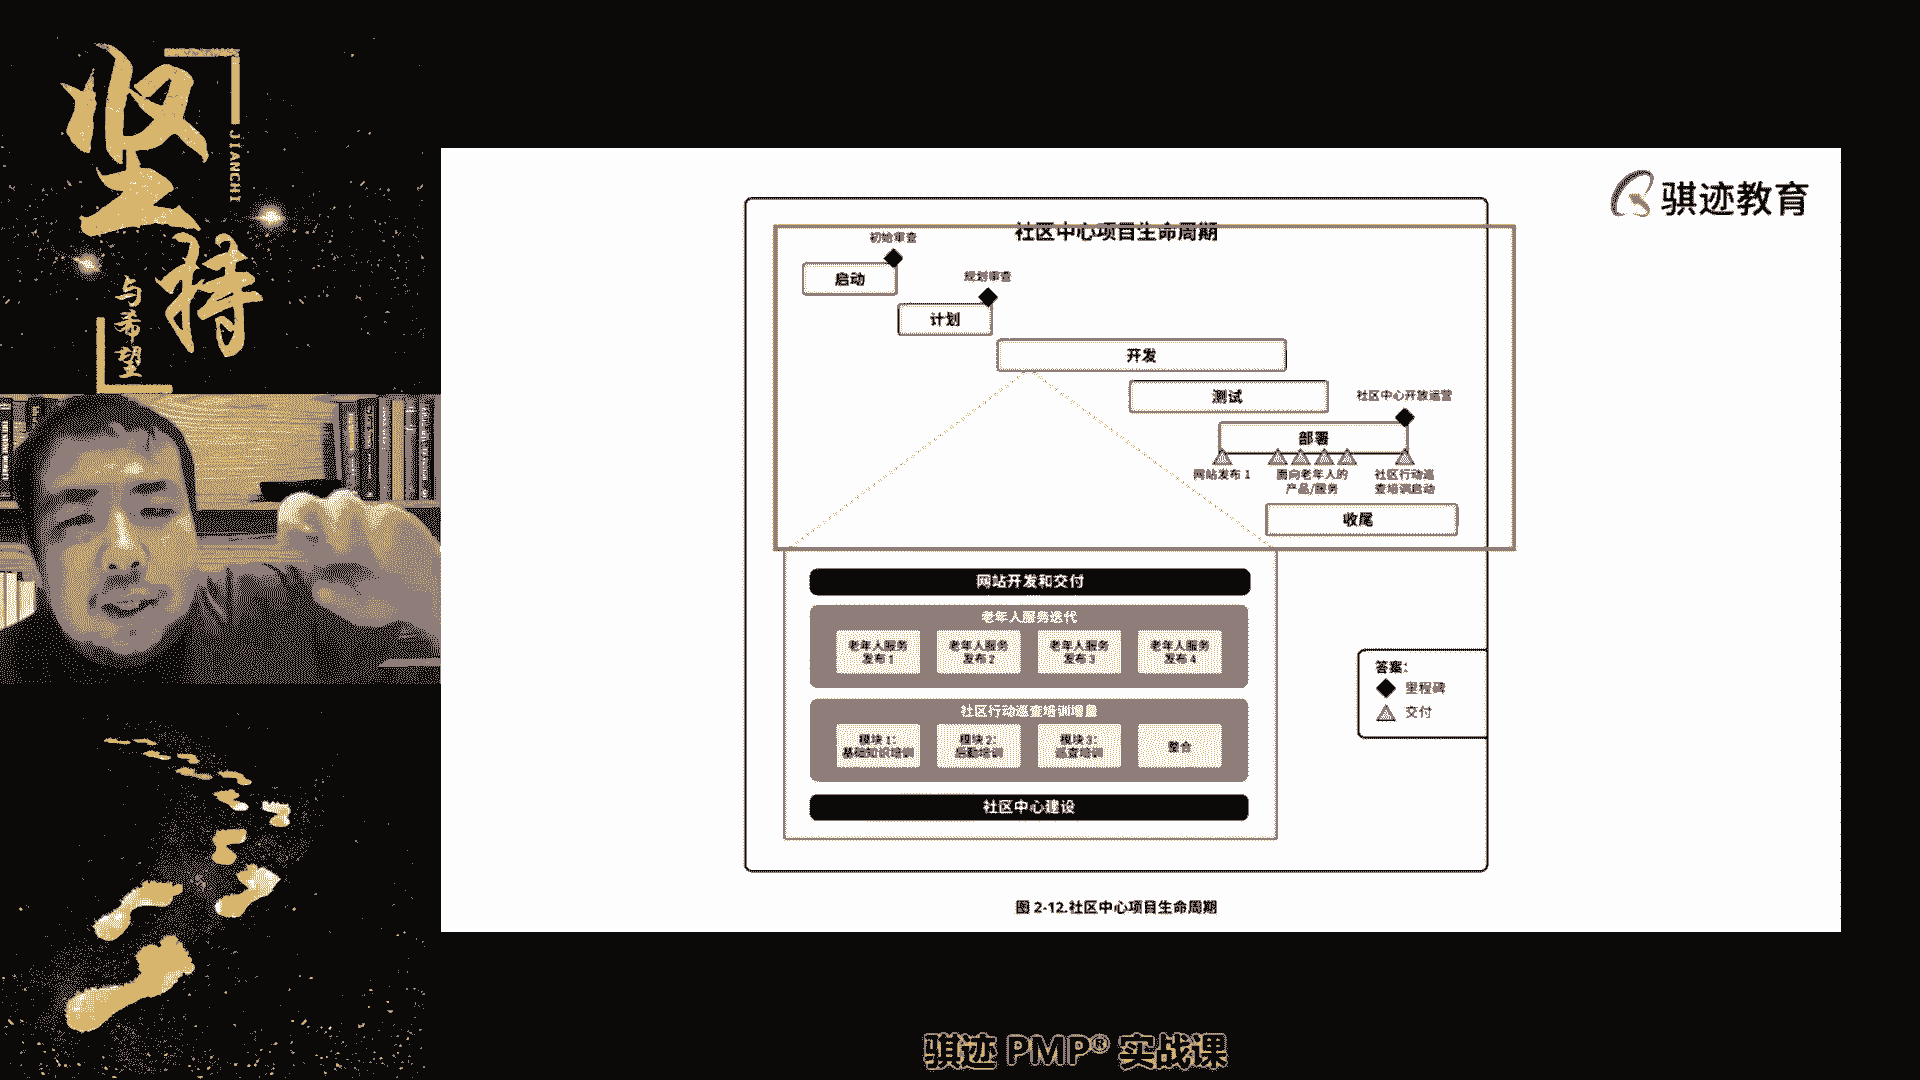 坚持
JIANCHI
与希望
骐迹教育
社区中心项目生命周期
初始审查
启动
规划审查
计划
开发
测试
社区中心开放运营
部署
网站发布 1
面向老年人的
产品/服务
社区行动巡
查培训启动
收尾
网站开发和交付
老年人服务迭代
老年人服务
发布 1
老年人服务
发布 2
老年人服务
发布 3
老年人服务
发布 4
社区行动巡查培训增量
模块 1:
基础知识培训
模块 2:
后勤培训
模块 3:
巡查培训
整合
社区中心建设
答案:
里程碑
交付
图 2-12.社区中心项目生命周期
骐迹 PMP® 实战课